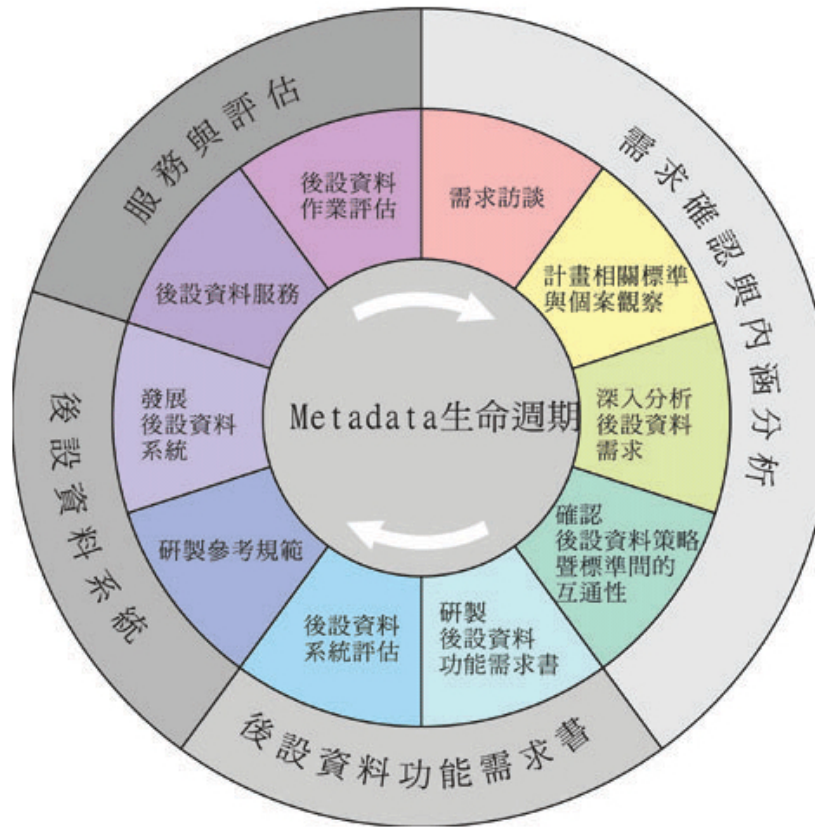 Metadata生命週期
需求確認與內涵分析
需求訪談
計畫相關標準
與個案觀察
深入分析
後設資料
需求
確認
後設資料策略
暨標準間的
互通性
後設資料功能需求書
研製
後設資料
功能需求書
後設資料
系統評估
後設資料系統
研製參考規範
發展
後設資料
系統
服務與評估
後設資料服務
後設資料
作業評估